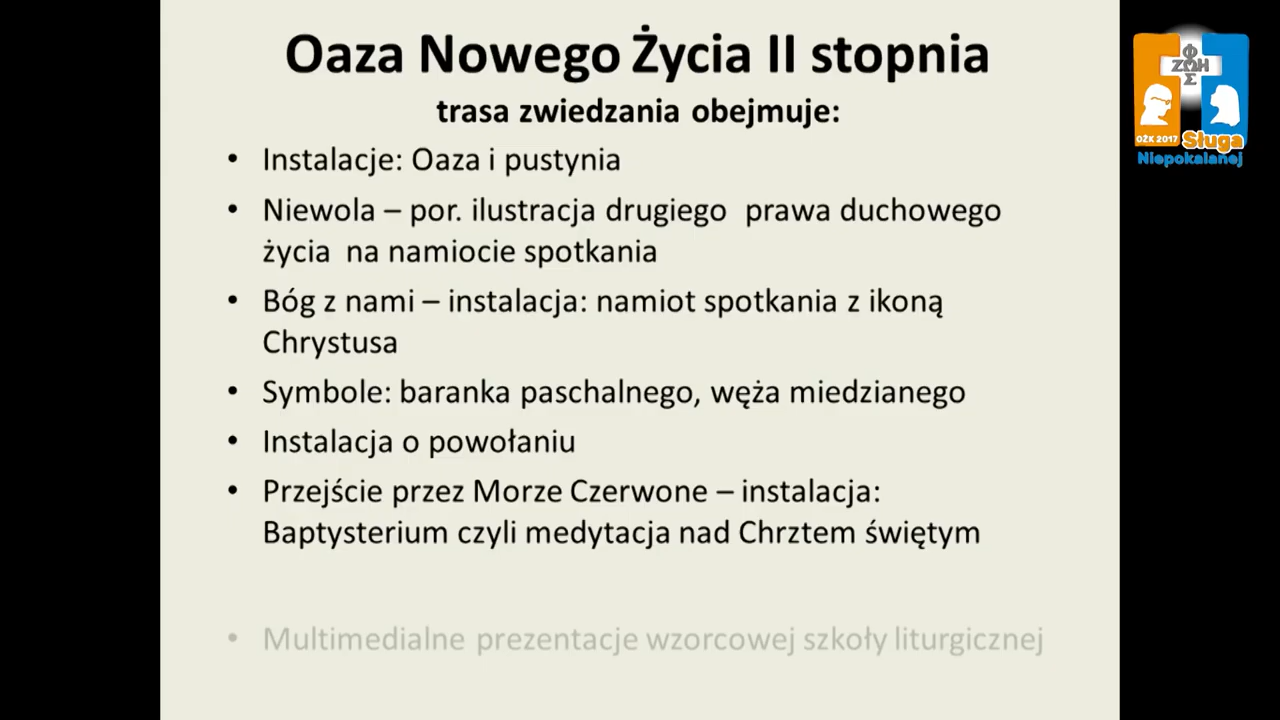 Oaza Nowego Życia II stopnia
trasa zwiedzania obejmuje:
• Instalacje: Oaza i pustynia
• Niewola – por. ilustracja drugiego prawa duchowego
życia na namiocie spotkania
• Bóg z nami – instalacja: namiot spotkania z ikoną
Chrystusa
• Symbole: baranka paschalnego, węża miedzianego
• Instalacja o powołaniu
• Przejście przez Morze Czerwone – instalacja:
Baptysterium czyli medytacja nad Chrztem świętym
• Multimedialne prezentacje wzorcowej szkoły liturgicznej
ΦΩΣ
ΖΩΗ
OŻK 2017 Sługa
Niepokalanej